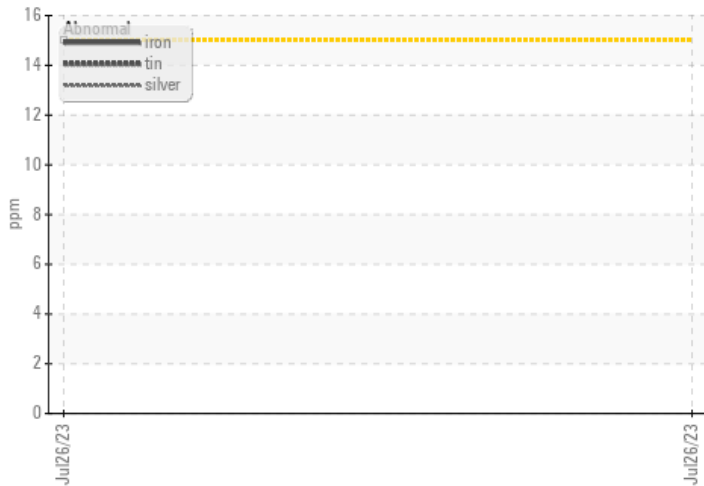 16
14
12
10
8
6
4
2
0
ppm
Abnormal
iron
tin
silver
Jul26/23
Jul26/23